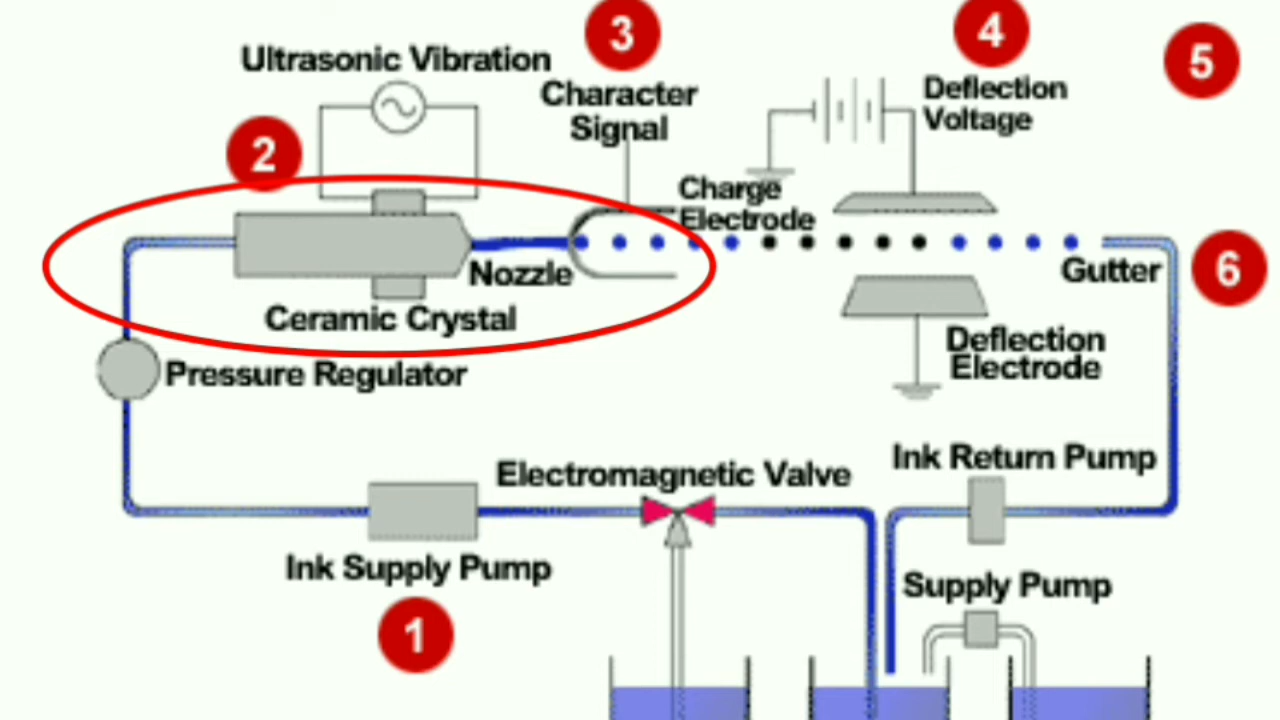 3
4
5
Ultrasonic Vibration
Character
Signal
Deflection
Voltage
2
Charge
Electrode
Nozzle
Gutter
6
Ceramic Crystal
Deflection
Electrode
Pressure Regulator
Electromagnetic Valve
Ink Return Pump
Ink Supply Pump
Supply Pump
1